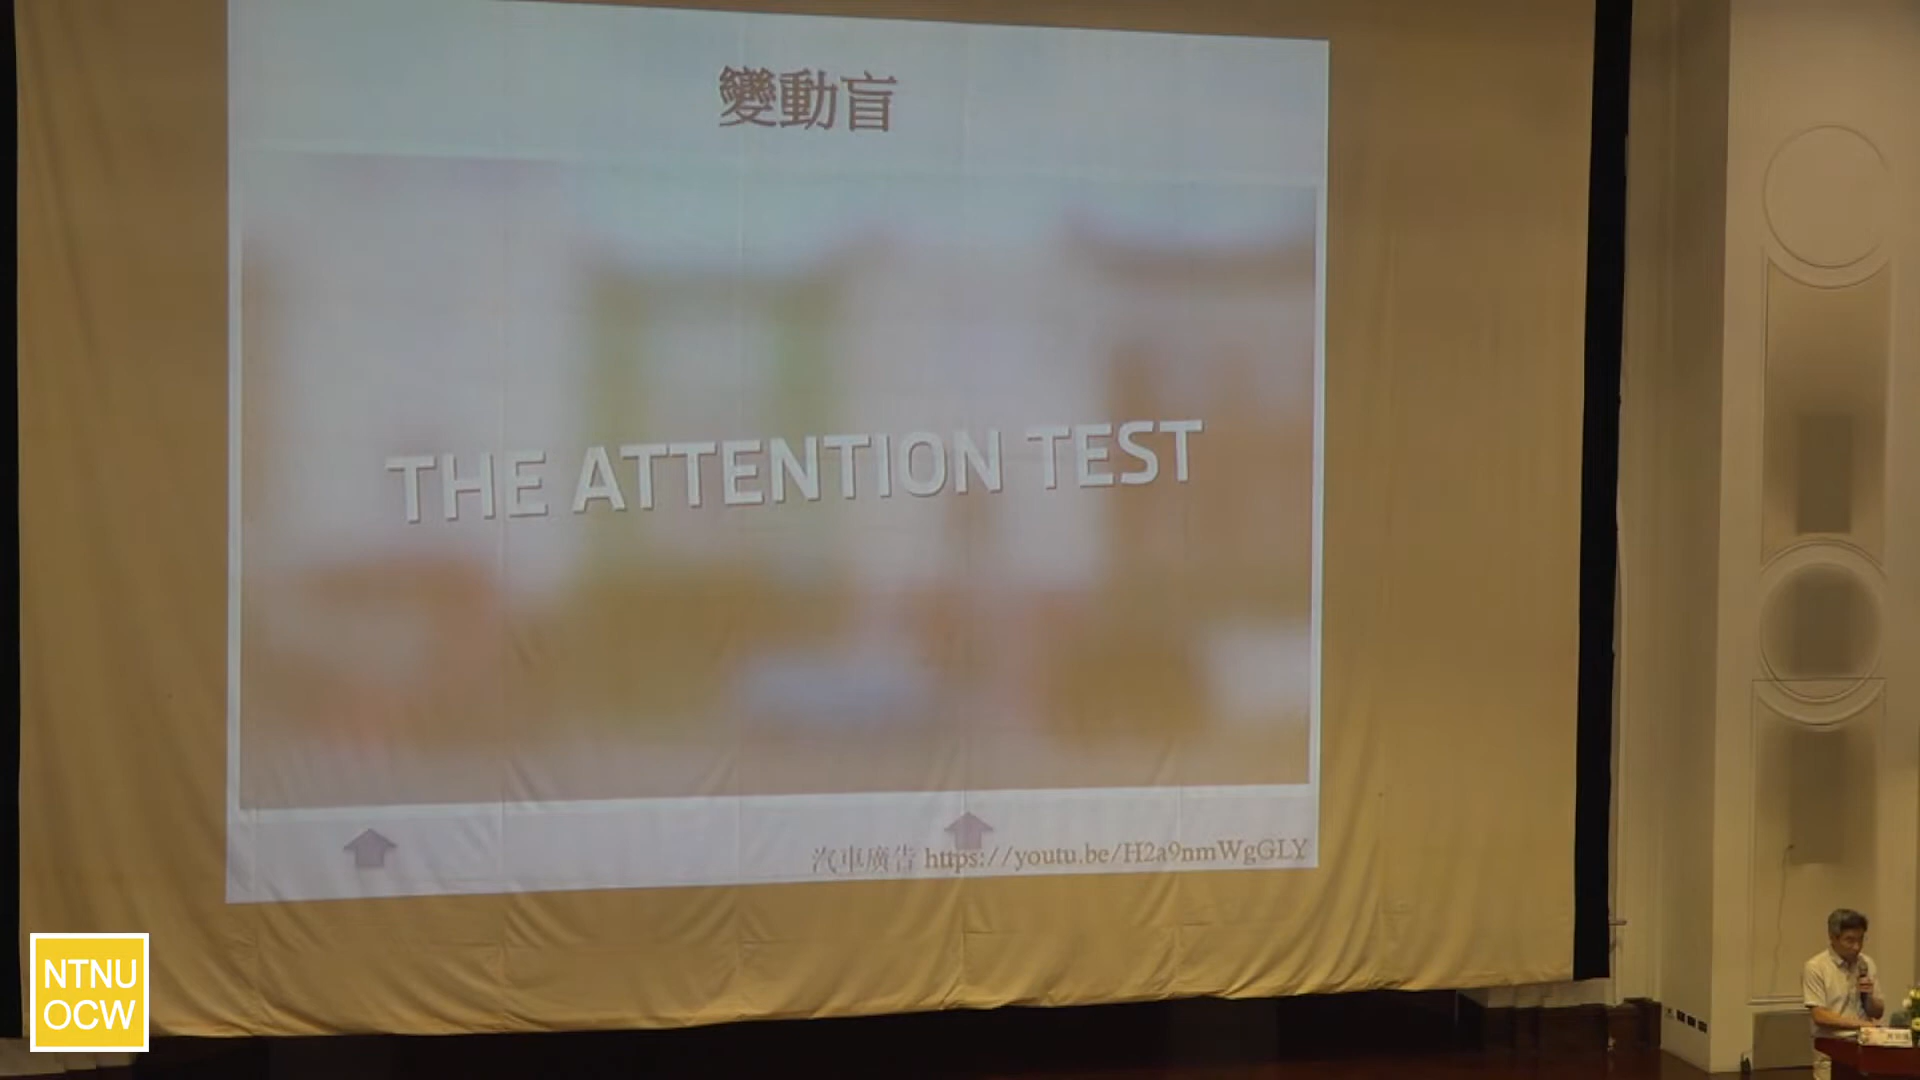 變動盲
THE ATTENTION TEST
汽車廣告 https://youtu.be/H2a9nmWgGLY
NTNU
OCW